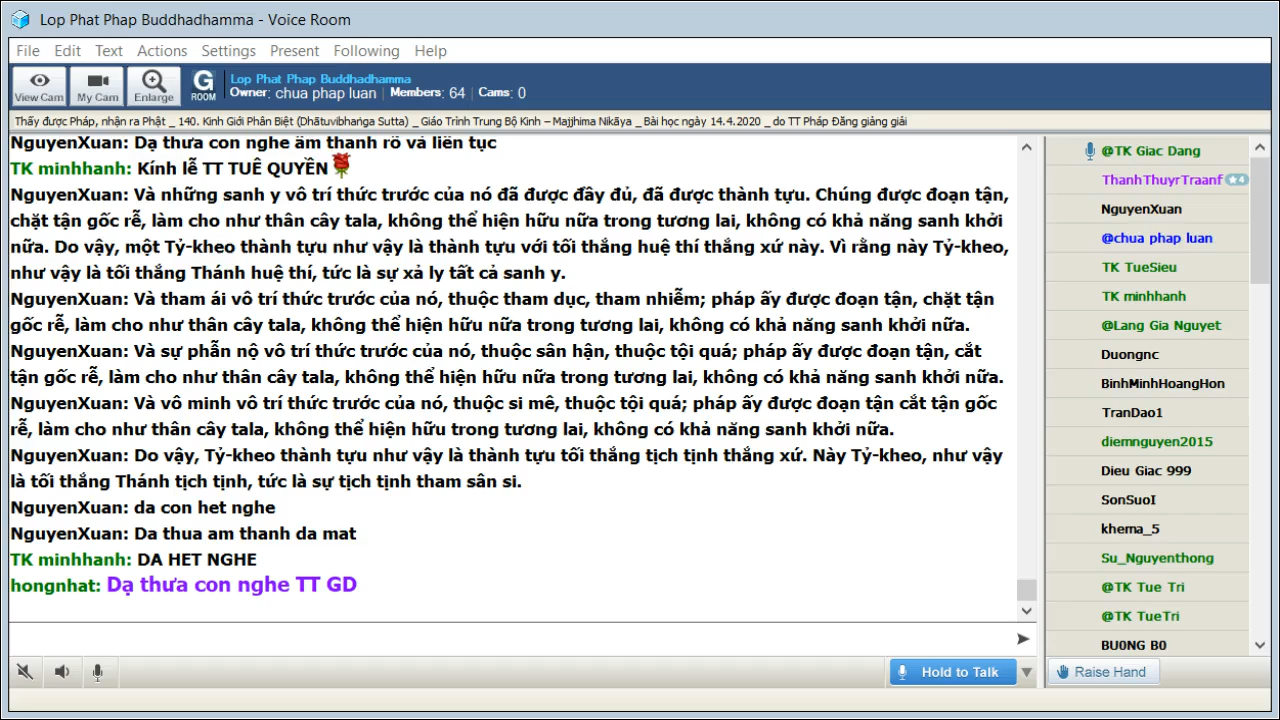 Lop Phat Phap Buddhadhamma - Voice Room
File Edit Text Actions Settings Present Following Help
View Cam My Cam Enlarge G ROOM
Lop Phat Phap Buddhadhamma
Owner: chua phap luan Members: 64 Cams: 0
Thấy được Pháp, nhận ra Phật _ 140. Kinh Giới Phân Biệt (Dhātuvibhaṅga Sutta) _ Giáo Trình Trung Bộ Kinh – Majjhima Nikāya _ Bài học ngày 14.4.2020 _ do TT Pháp Đăng giảng giải
NguyenXuan: Dạ thưa con nghe âm thanh rõ và liên tục
TK minhhanh: Kính lễ TT TUÊ QUYỀN
NguyenXuan: Và những sanh y vô trí thức trước của nó đã được đầy đủ, đã được thành tựu. Chúng được đoạn tận,
chặt tận gốc rễ, làm cho như thân cây tala, không thể hiện hữu nữa trong tương lai, không có khả năng sanh khởi
nữa. Do vậy, một Tỷ-kheo thành tựu như vậy là thành tựu với tối thắng huệ thí thắng xứ này. Vì rằng này Tỷ-kheo,
như vậy là tối thắng Thánh huệ thí, tức là sự xả ly tất cả sanh y.
NguyenXuan: Và tham ái vô trí thức trước của nó, thuộc tham dục, tham nhiễm; pháp ấy được đoạn tận, chặt tận
gốc rễ, làm cho như thân cây tala, không thể hiện hữu nữa trong tương lai, không có khả năng sanh khởi nữa.
NguyenXuan: Và sự phẫn nộ vô trí thức trước của nó, thuộc sân hận, thuộc tội quá; pháp ấy được đoạn tận, cắt
tận gốc rễ, làm cho như thân cây tala, không thể hiện hữu nữa trong tương lai, không có khả năng sanh khởi nữa.
NguyenXuan: Và vô minh vô trí thức trước của nó, thuộc si mê, thuộc tội quá; pháp ấy được đoạn tận cắt tận gốc
rễ, làm cho như thân cây tala, không thể hiện hữu trong tương lai, không có khả năng sanh khởi nữa.
NguyenXuan: Do vậy, Tỷ-kheo thành tựu như vậy là thành tựu tối thắng tịch tịnh thắng xứ. Này Tỷ-kheo, như vậy
là tối thắng Thánh tịch tịnh, tức là sự tịch tịnh tham sân si.
NguyenXuan: da con het nghe
NguyenXuan: Da thua am thanh da mat
TK minhhanh: DA HET NGHE
hongnhat: Dạ thưa con nghe TT GD
Hold to Talk
@TK Giac Dang
ThanhThuyrTraanf 4
NguyenXuan
@chua phap luan
TK TueSieu
TK minhhanh
@Lang Gia Nguyet
Duongnc
BinhMinhHoangHon
TranDao1
diemnguyen2015
Dieu Giac 999
SonSuoI
khema_5
Su_Nguyenthong
@TK Tue Tri
@TK TueTri
BU0NG B0
Raise Hand